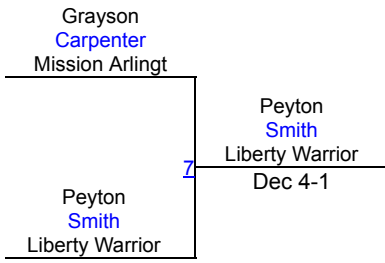 Grayson
Carpenter
Mission Arlingt
7
Peyton
Smith
Liberty Warrior
Dec 4-1
Peyton
Smith
Liberty Warrior